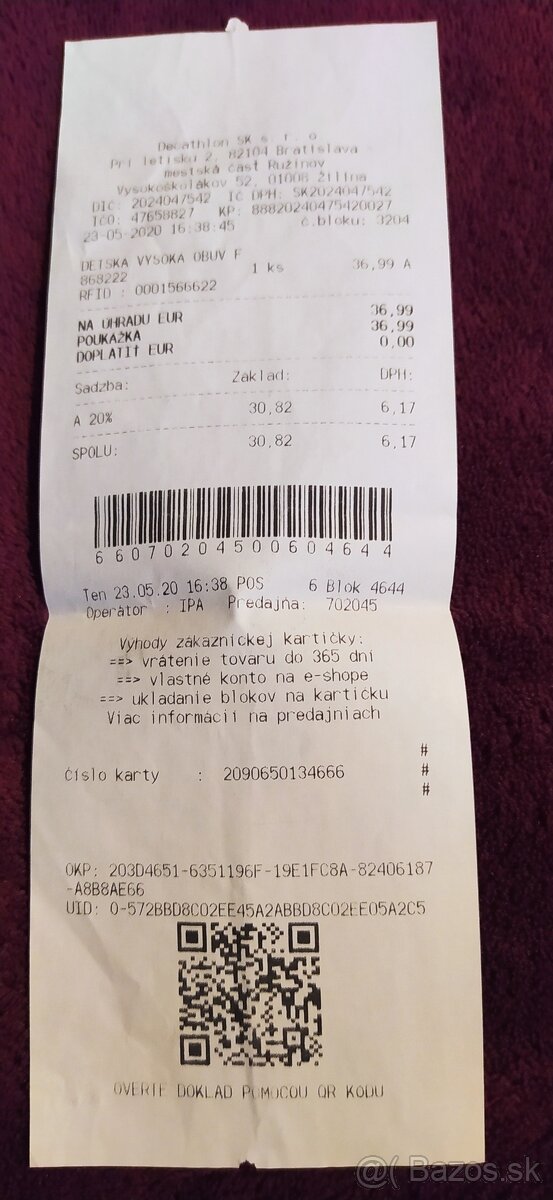 Decathlon SK s. r. o
Pri letisku 2, 82104 Bratislava
mestská časť Ružinov
Vysokoškolákov 52, 01008 Žilina
DIČ: 2024047542 IČ DPH: SK2024047542
IČO: 47658827 KP: 88820240475420027
23-05-2020 16:38:45 č.bloku: 3204
DETSKA VYSOKA OBUV F
868222 1 ks 36,99 A
RFID : 0001566622
NA ÚHRADU EUR 36,99
POUKAŽKA 36,99
DOPLATIŤ EUR 0,00
Sadzba: Základ: DPH:
A 20% 30,82 6,17
SPOLU: 30,82 6,17
6607020450060464 4
Ten 23.05.20 16:38 POS 6 Blok 4644
Operátor : IPA Predajňa: 702045
Výhody zákazníckej kartičky:
==> vrátenie tovaru do 365 dní
==> vlastné konto na e-shope
==> ukladanie blokov na kartičku
Viac informácií na predajniach
#
Číslo karty : 2090650134666 #
#
OKP: 203D4651-6351196F-19E1FC8A-82406187
-A8B8AE66
UID: 0-572BBD8C02EE45A2ABBD8C02EE05A2C5
OVERTE DOKLAD POMOCOU QR KÓDU
@( Bazos.sk